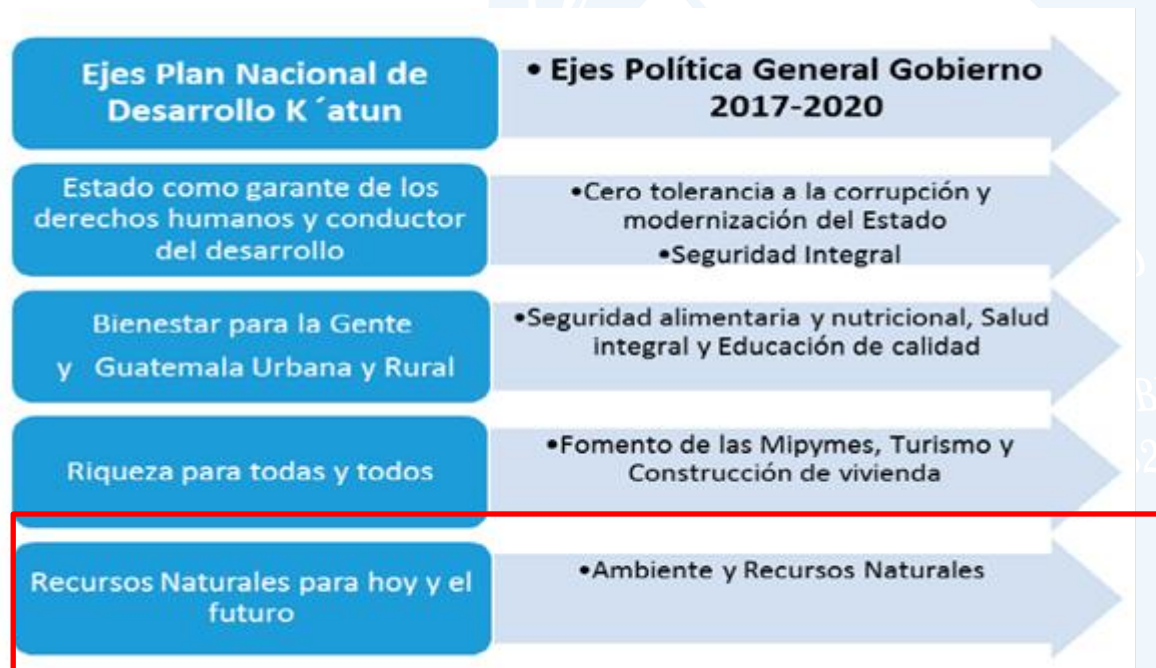 Ejes Plan Nacional de
Desarrollo K´atun
• Ejes Política General Gobierno
2017-2020
Estado como garante de los
derechos humanos y conductor
del desarrollo
•Cero tolerancia a la corrupción y
modernización del Estado
•Seguridad Integral
Bienestar para la Gente
y Guatemala Urbana y Rural
•Seguridad alimentaria y nutricional, Salud
integral y Educación de calidad
Riqueza para todas y todos
•Fomento de las Mipymes, Turismo y
Construcción de vivienda
Recursos Naturales para hoy y el
futuro
•Ambiente y Recursos Naturales